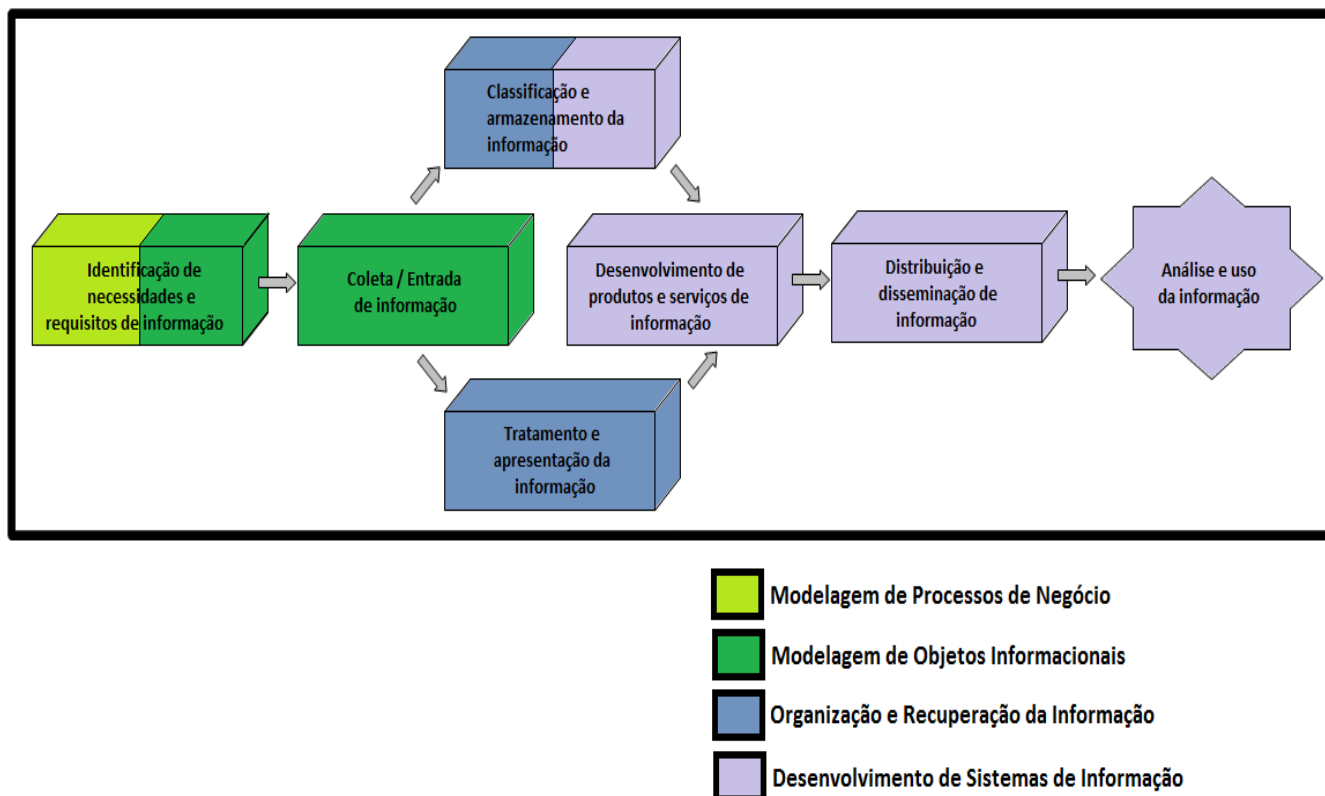 Classificação e
armazenamento da
informação
Identificação de
necessidades e
requisitos de informação
Coleta / Entrada
de informação
Tratamento e
apresentação da
informação
Desenvolvimento de
produtos e serviços de
informação
Distribuição e
disseminação de
informação
Análise e uso
da informação
Modelagem de Processos de Negócio
Modelagem de Objetos Informacionais
Organização e Recuperação da Informação
Desenvolvimento de Sistemas de Informação